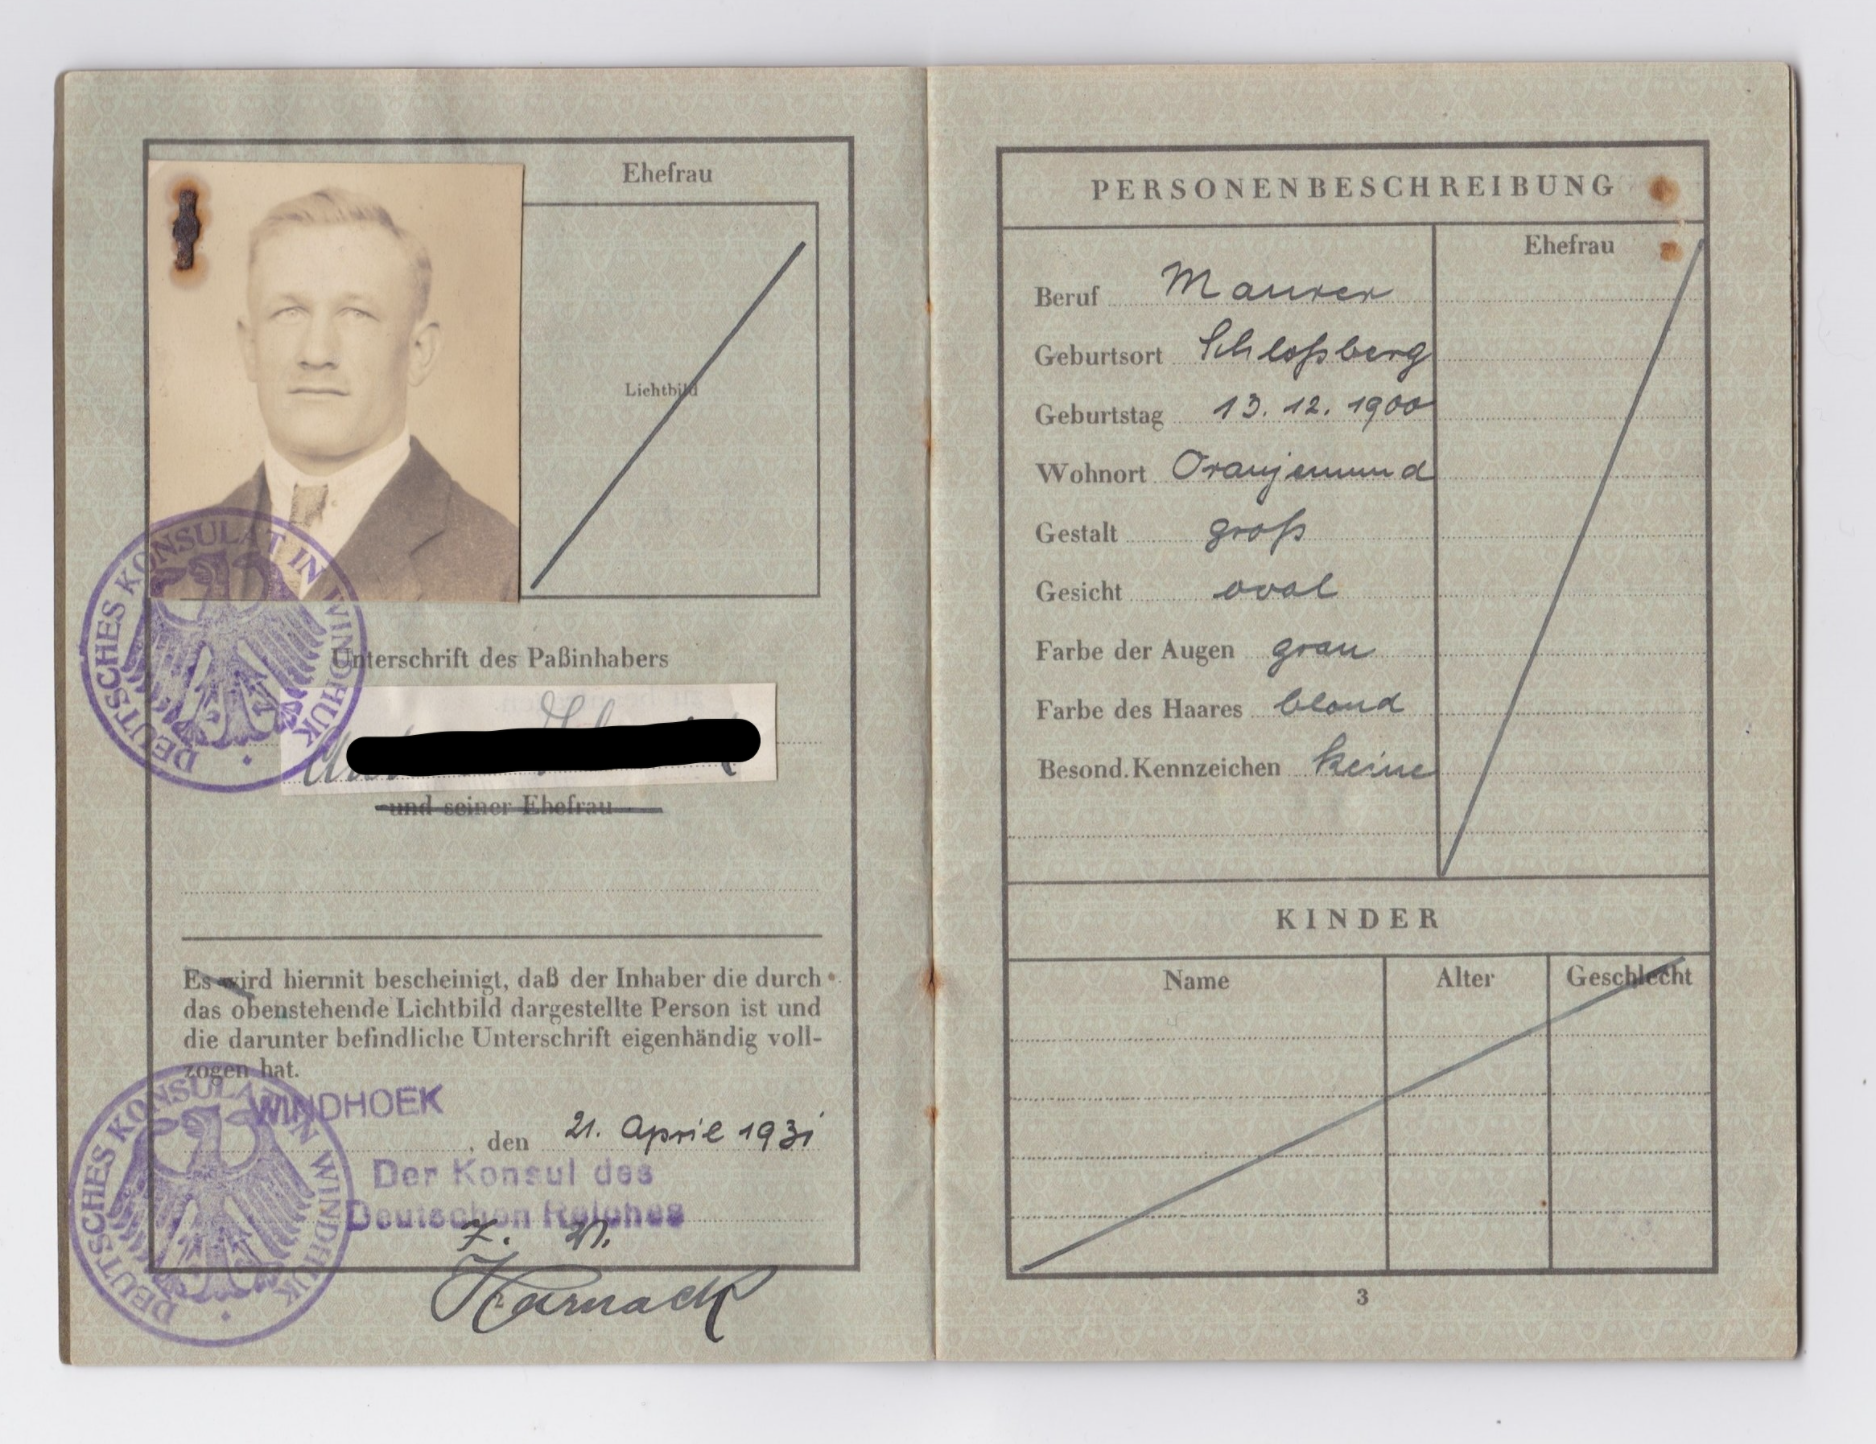 Ehefrau
Lichtbild
DEUTSCHES KONSULAT IN WINDHUK
Unterschrift des Paßinhabers
und seiner Ehefrau
Es wird hiermit bescheinigt, daß der Inhaber die durch
das obenstehende Lichtbild dargestellte Person ist und
die darunter befindliche Unterschrift eigenhändig voll-
zogen hat.
WINDHOEK
, den 21. April 1931
Der Konsul des
Deutschen Reiches
DEUTSCHES KONSULAT IN WINDHUK
Harnack
PERSONENBESCHREIBUNG
Ehefrau
Beruf Maurer
Geburtsort Schloßberg
Geburtstag 13. 12. 1900
Wohnort Oranjemund
Gestalt groß
Gesicht oval
Farbe der Augen grau
Farbe des Haares blond
Besond. Kennzeichen keine
KINDER
Name Alter Geschlecht
3